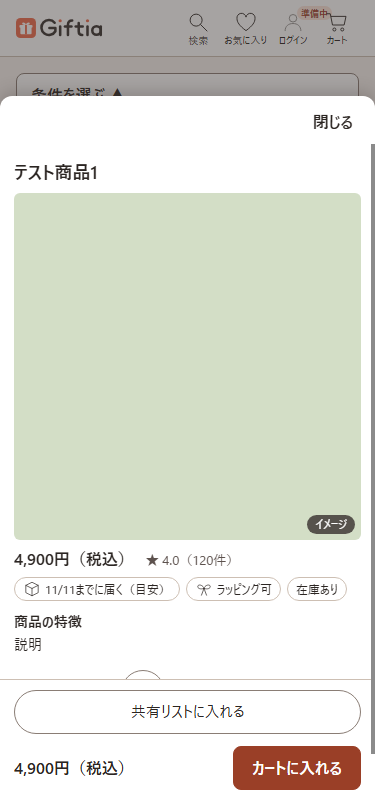 Giftia
検索
お気に入り
ログイン
準備中
カート
条件を選ぶ ▲
閉じる
テスト商品1
イメージ
4,900円（税込） ★ 4.0（120件）
11/11までに届く（目安） ラッピング可 在庫あり
商品の特徴
説明
共有リストに入れる
4,900円（税込） カートに入れる